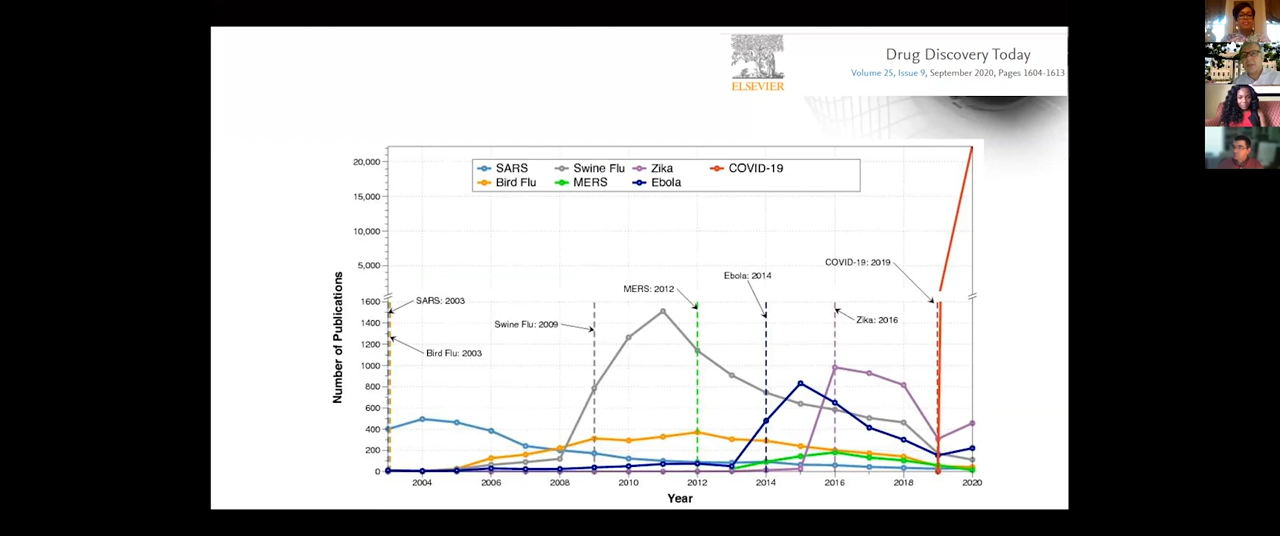 ELSEVIER
Drug Discovery Today
Volume 25, Issue 9, September 2020, Pages 1604-1613
SARS Swine Flu Zika COVID-19
Bird Flu MERS Ebola
Number of Publications
20,000
15,000
10,000
5,000
1600
1400
1200
1000
800
600
400
200
0
SARS: 2003
Bird Flu: 2003
Swine Flu: 2009
MERS: 2012
Ebola: 2014
Zika: 2016
COVID-19: 2019
2004 2006 2008 2010 2012 2014 2016 2018 2020
Year